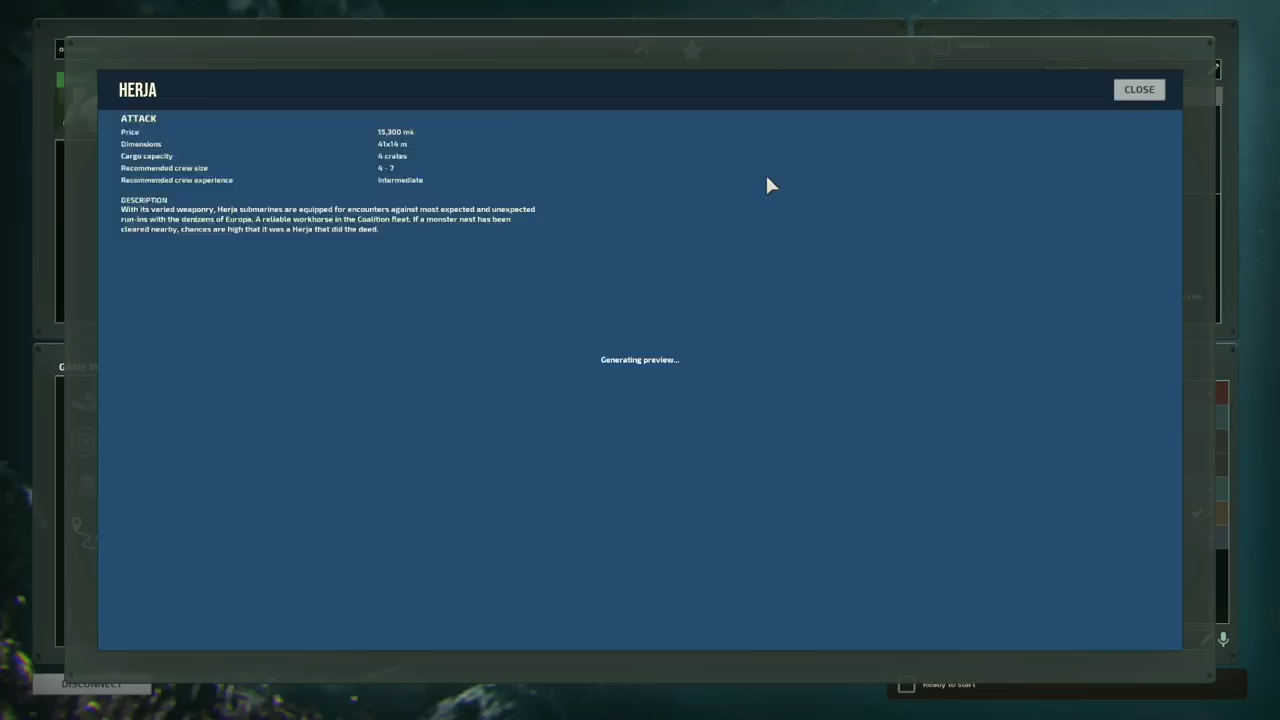 HERJA
CLOSE
ATTACK
Price 15,300 mk
Dimensions 41x14 m
Cargo capacity 4 crates
Recommended crew size 4 - 7
Recommended crew experience Intermediate
DESCRIPTION
With its varied weaponry, Herja submarines are equipped for encounters against most expected and unexpected
run-ins with the denizens of Europa. A reliable workhorse in the Coalition fleet. If a monster nest has been
cleared nearby, chances are high that it was a Herja that did the deed.
Generating preview...
GAME M
DISCONNECT
Ready to start